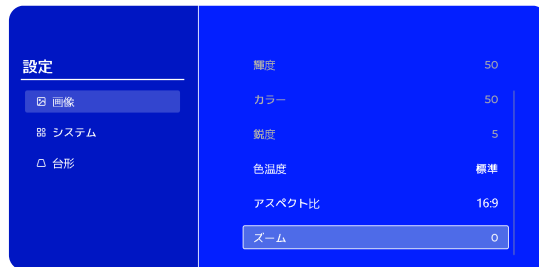 設定
画像
システム
台形
輝度 50
カラー 50
鋭度 5
色温度 標準
アスペクト比 16:9
ズーム 0